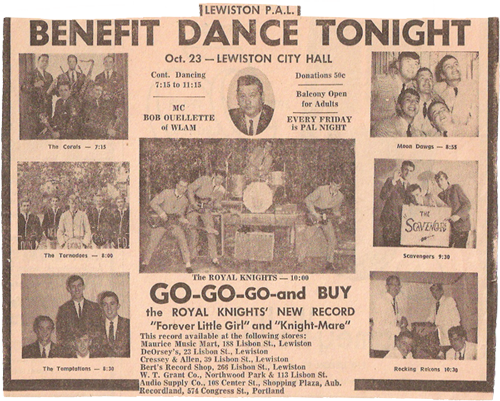 LEWISTON P.A.L.
BENEFIT DANCE TONIGHT
Oct. 23 — LEWISTON CITY HALL
Cont. Dancing
7:15 to 11:15
MC
BOB OUELLETTE
of WLAM
Donations 50c
Balcony Open
for Adults
EVERY FRIDAY
is PAL NIGHT
The Corals — 7:15
Moon Dawgs — 8:55
The Tornadoes — 8:00
THE
SCAVENGERS
Scavengers 9:30
The Temptations — 8:30
Rocking Rekons 10:30
The ROYAL KNIGHTS — 10:00
GO-GO-GO-and BUY
the ROYAL KNIGHTS' NEW RECORD
"Forever Little Girl" and "Knight-Mare"
This record available at the following stores:
Maurice Music Mart, 188 Lisbon St., Lewiston
DeOrsey's, 23 Lisbon St., Lewiston
Cressey & Allen, 39 Lisbon St., Lewiston
Bert's Record Shop, 266 Lisbon St., Lewiston
W. T. Grant Co., Northwood Park & 113 Lisbon St.
Audio Supply Co., 108 Center St., Shopping Plaza, Aub.
Recordland, 574 Congress St., Portland